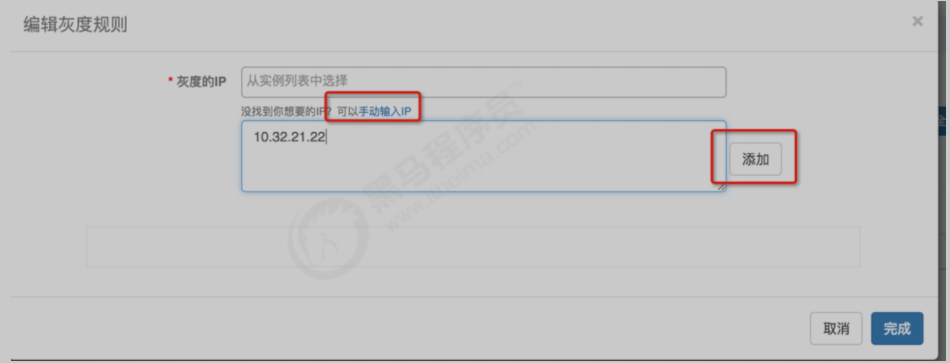 编辑灰度规则 ×
* 灰度的IP 从实例列表中选择
没找到你想要的IP？可以手动输入IP
10.32.21.22
添加
黑马程序员
www.itheima.com
取消 完成